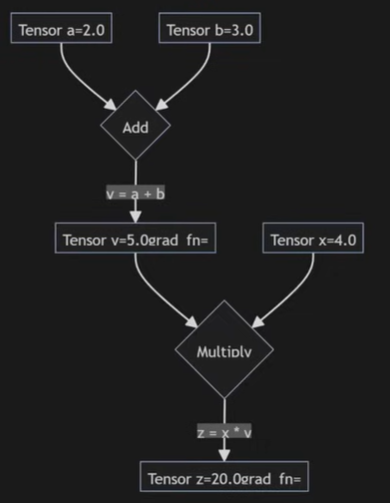 Tensor a=2.0
Tensor b=3.0
Add
v = a + b
Tensor v=5.0grad_fn=
Tensor x=4.0
Multiply
z = x * v
Tensor z=20.0grad_fn=